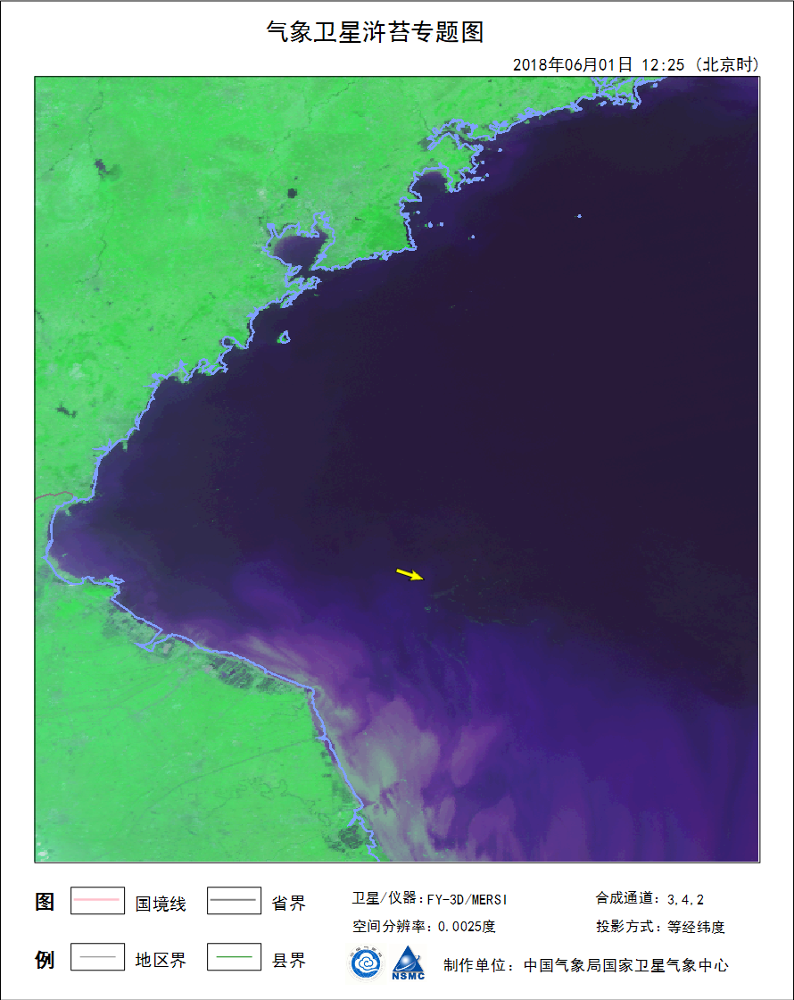 气象卫星浒苔专题图
2018年06月01日 12:25 (北京时)
图 国境线 省界
卫星/仪器: FY-3D/MERSI 合成通道: 3,4,2
空间分辨率: 0.0025度 投影方式: 等经纬度
例 地区界 县界
NSMC 制作单位: 中国气象局国家卫星气象中心